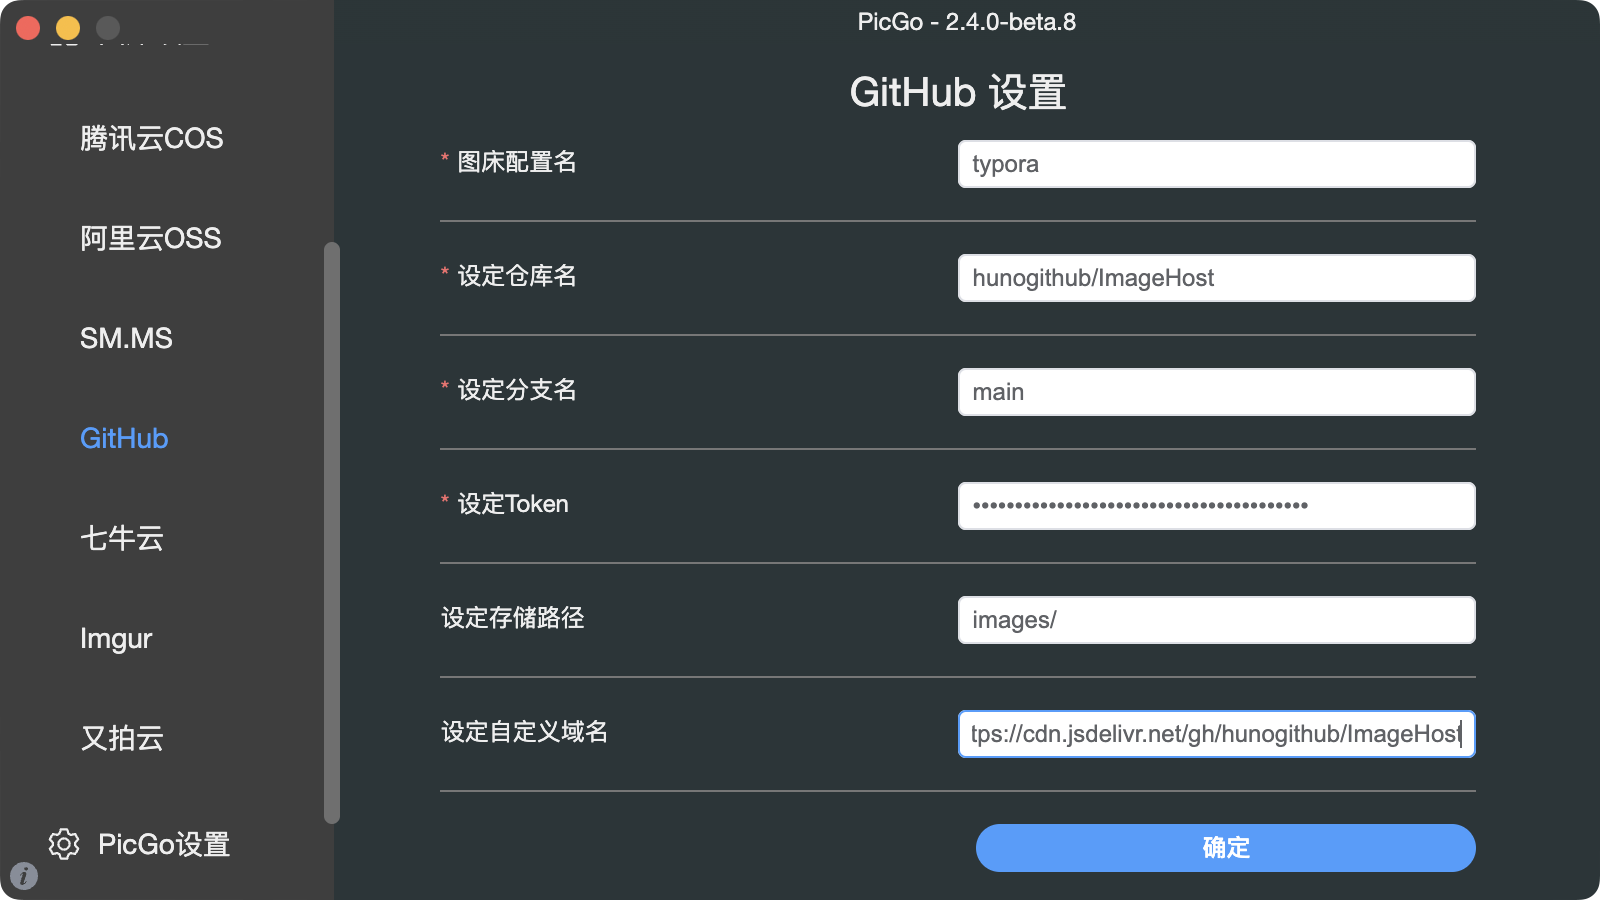 PicGo - 2.4.0-beta.8
腾讯云COS
阿里云OSS
SM.MS
GitHub
七牛云
Imgur
又拍云
PicGo设置
GitHub 设置
* 图床配置名
typora
* 设定仓库名
hunogithub/ImageHost
* 设定分支名
main
* 设定Token
••••••••••••••••••••••••••••••••••••••••
设定存储路径
images/
设定自定义域名
tps://cdn.jsdelivr.net/gh/hunogithub/ImageHost
确定